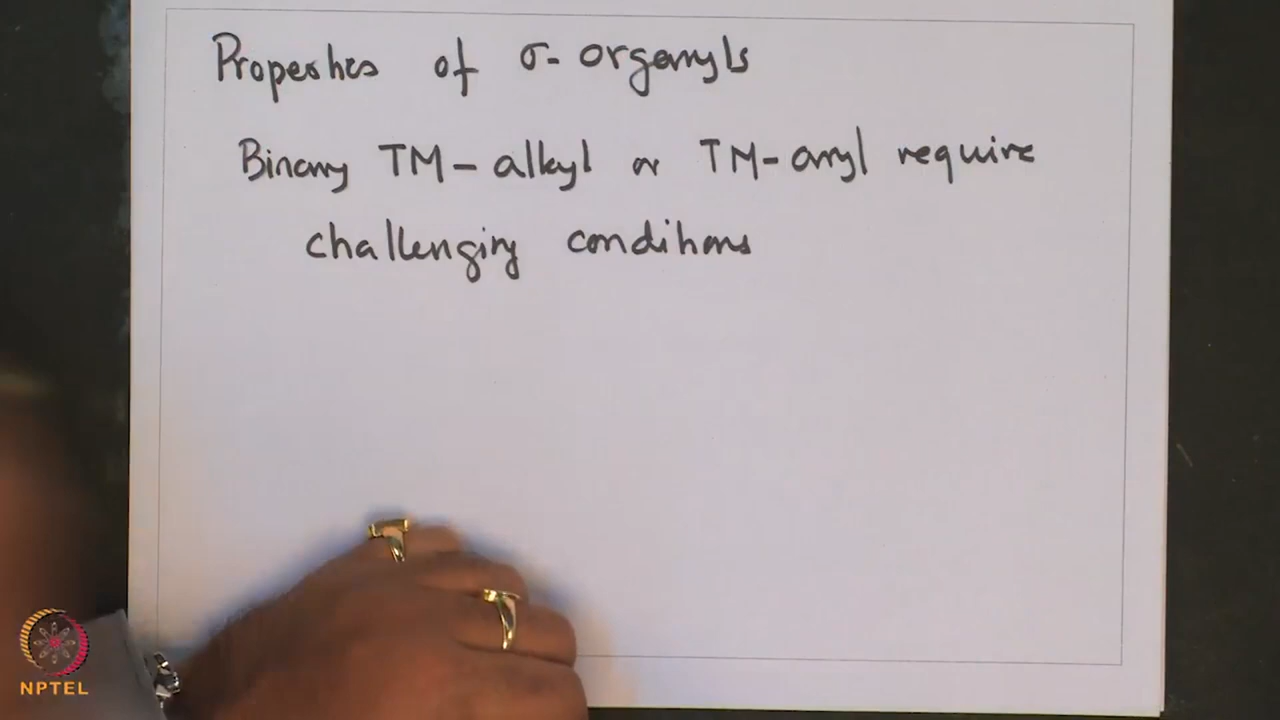 Properties of σ- organyls
Binary TM - alkyl or TM- aryl require
challenging conditions
NPTEL